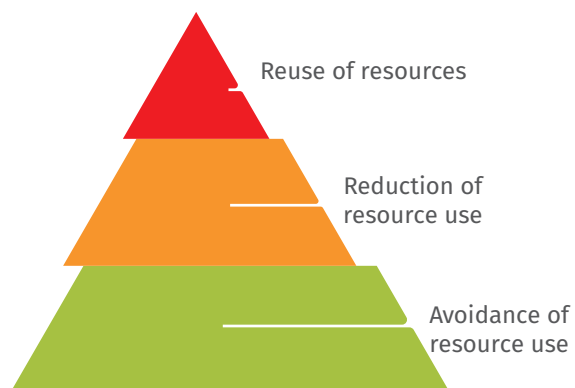 Reuse of resources
Reduction of
resource use
Avoidance of
resource use